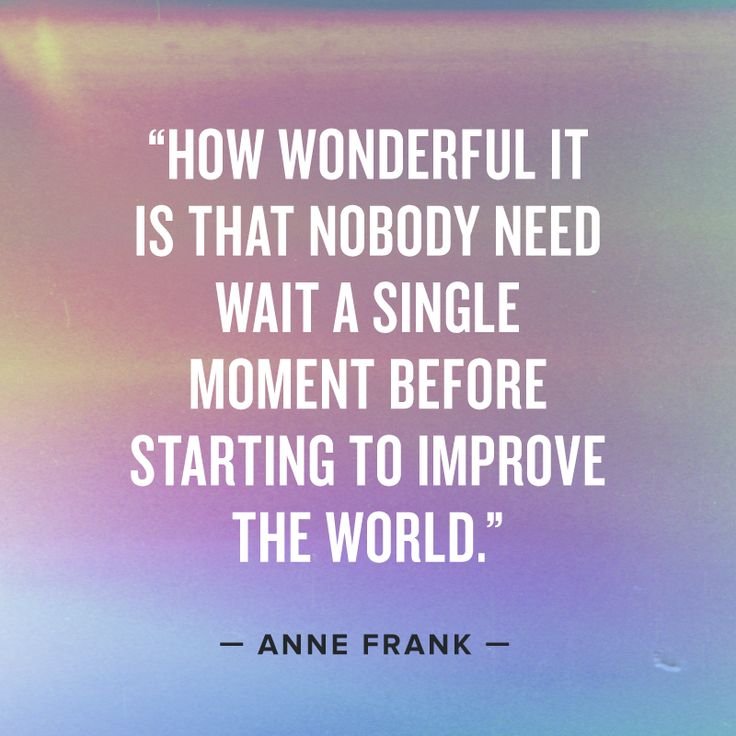 “HOW WONDERFUL IT
IS THAT NOBODY NEED
WAIT A SINGLE
MOMENT BEFORE
STARTING TO IMPROVE
THE WORLD.”
— ANNE FRANK —